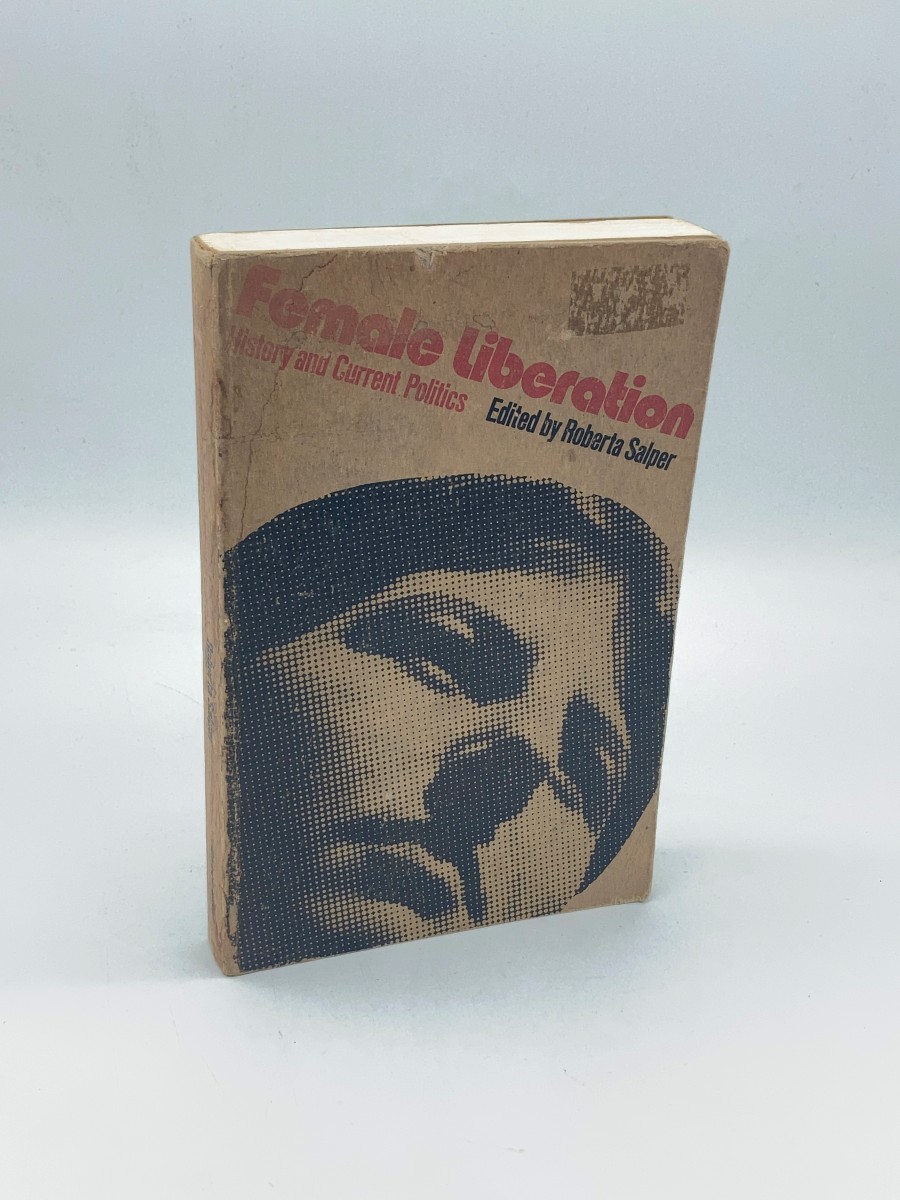 Female Liberation
History and Current Politics
Edited by Roberta Salper